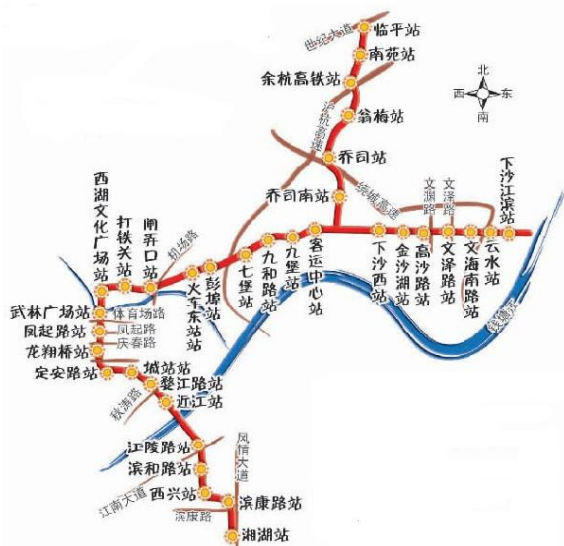 世纪大道
临平站
南苑站
余杭高铁站
沪杭高速
翁梅站
乔司站
乔司南站
绕城高速
北
西
东
南
西湖文化广场站
打铁关站
闸弄口站
机场路
火车东站站
彭埠站
七堡站
九和路站
九堡站
客运中心站
下沙西站
金沙湖站
文源路
高沙路站
文泽路
文泽路站
文海南路站
云水站
下沙江滨站
钱塘江
武林广场站
体育场路
凤起路站
凤起路
庆春路
龙翔桥站
定安路站
城站站
婺江路站
秋涛路
近江站
江陵路站
风情大道
滨和路站
江南大道
西兴站
滨康路站
滨康路
湘湖站